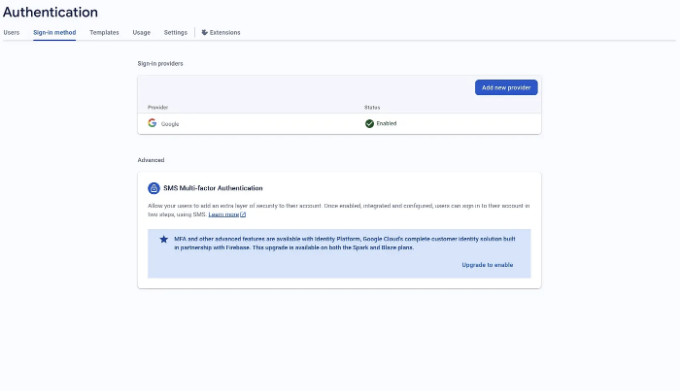 Authentication
Users Sign-in method Templates Usage Settings Extensions
Sign-in providers
Add new provider
Provider Status
Google Enabled
Advanced
SMS Multi-factor Authentication
Allow your users to add an extra layer of security to their account. Once enabled, integrated and configured, users can sign in to their account in
two steps, using SMS. Learn more
MFA and other advanced features are available with Identity Platform, Google Cloud's complete customer identity solution built
in partnership with Firebase. This upgrade is available on both the Spark and Blaze plans.
Upgrade to enable